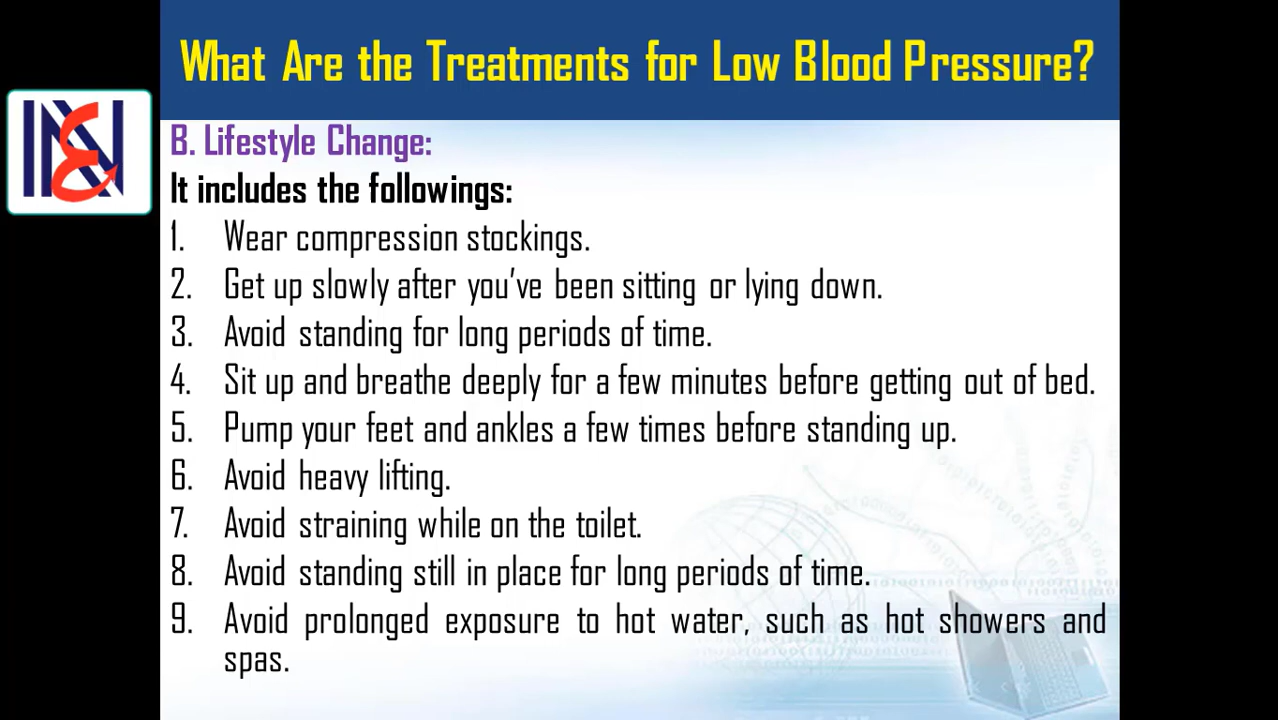 What Are the Treatments for Low Blood Pressure?
B. Lifestyle Change:
It includes the followings:
1. Wear compression stockings.
2. Get up slowly after you've been sitting or lying down.
3. Avoid standing for long periods of time.
4. Sit up and breathe deeply for a few minutes before getting out of bed.
5. Pump your feet and ankles a few times before standing up.
6. Avoid heavy lifting.
7. Avoid straining while on the toilet.
8. Avoid standing still in place for long periods of time.
9. Avoid prolonged exposure to hot water, such as hot showers and
spas.